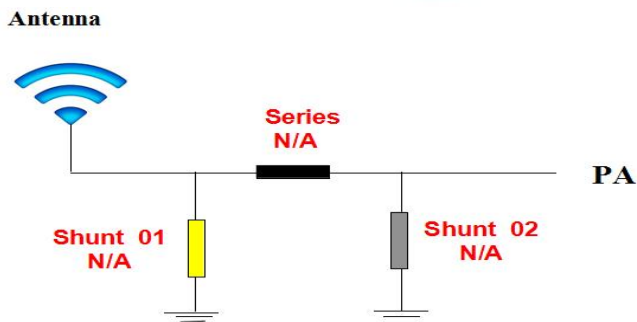 Antenna
Series
N/A
PA
Shunt 01
N/A
Shunt 02
N/A